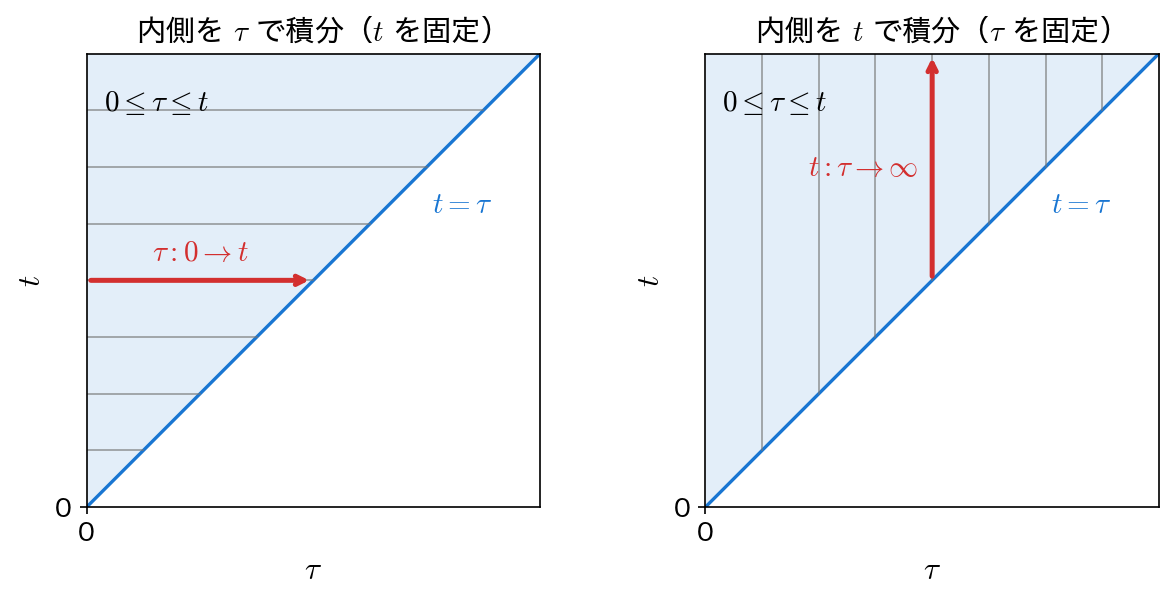 内側を τ で積分（t を固定）
0 ≤ τ ≤ t
t = τ
τ : 0 → t
t
0
0
τ
内側を t で積分（τ を固定）
0 ≤ τ ≤ t
t : τ → ∞
t = τ
t
0
0
τ